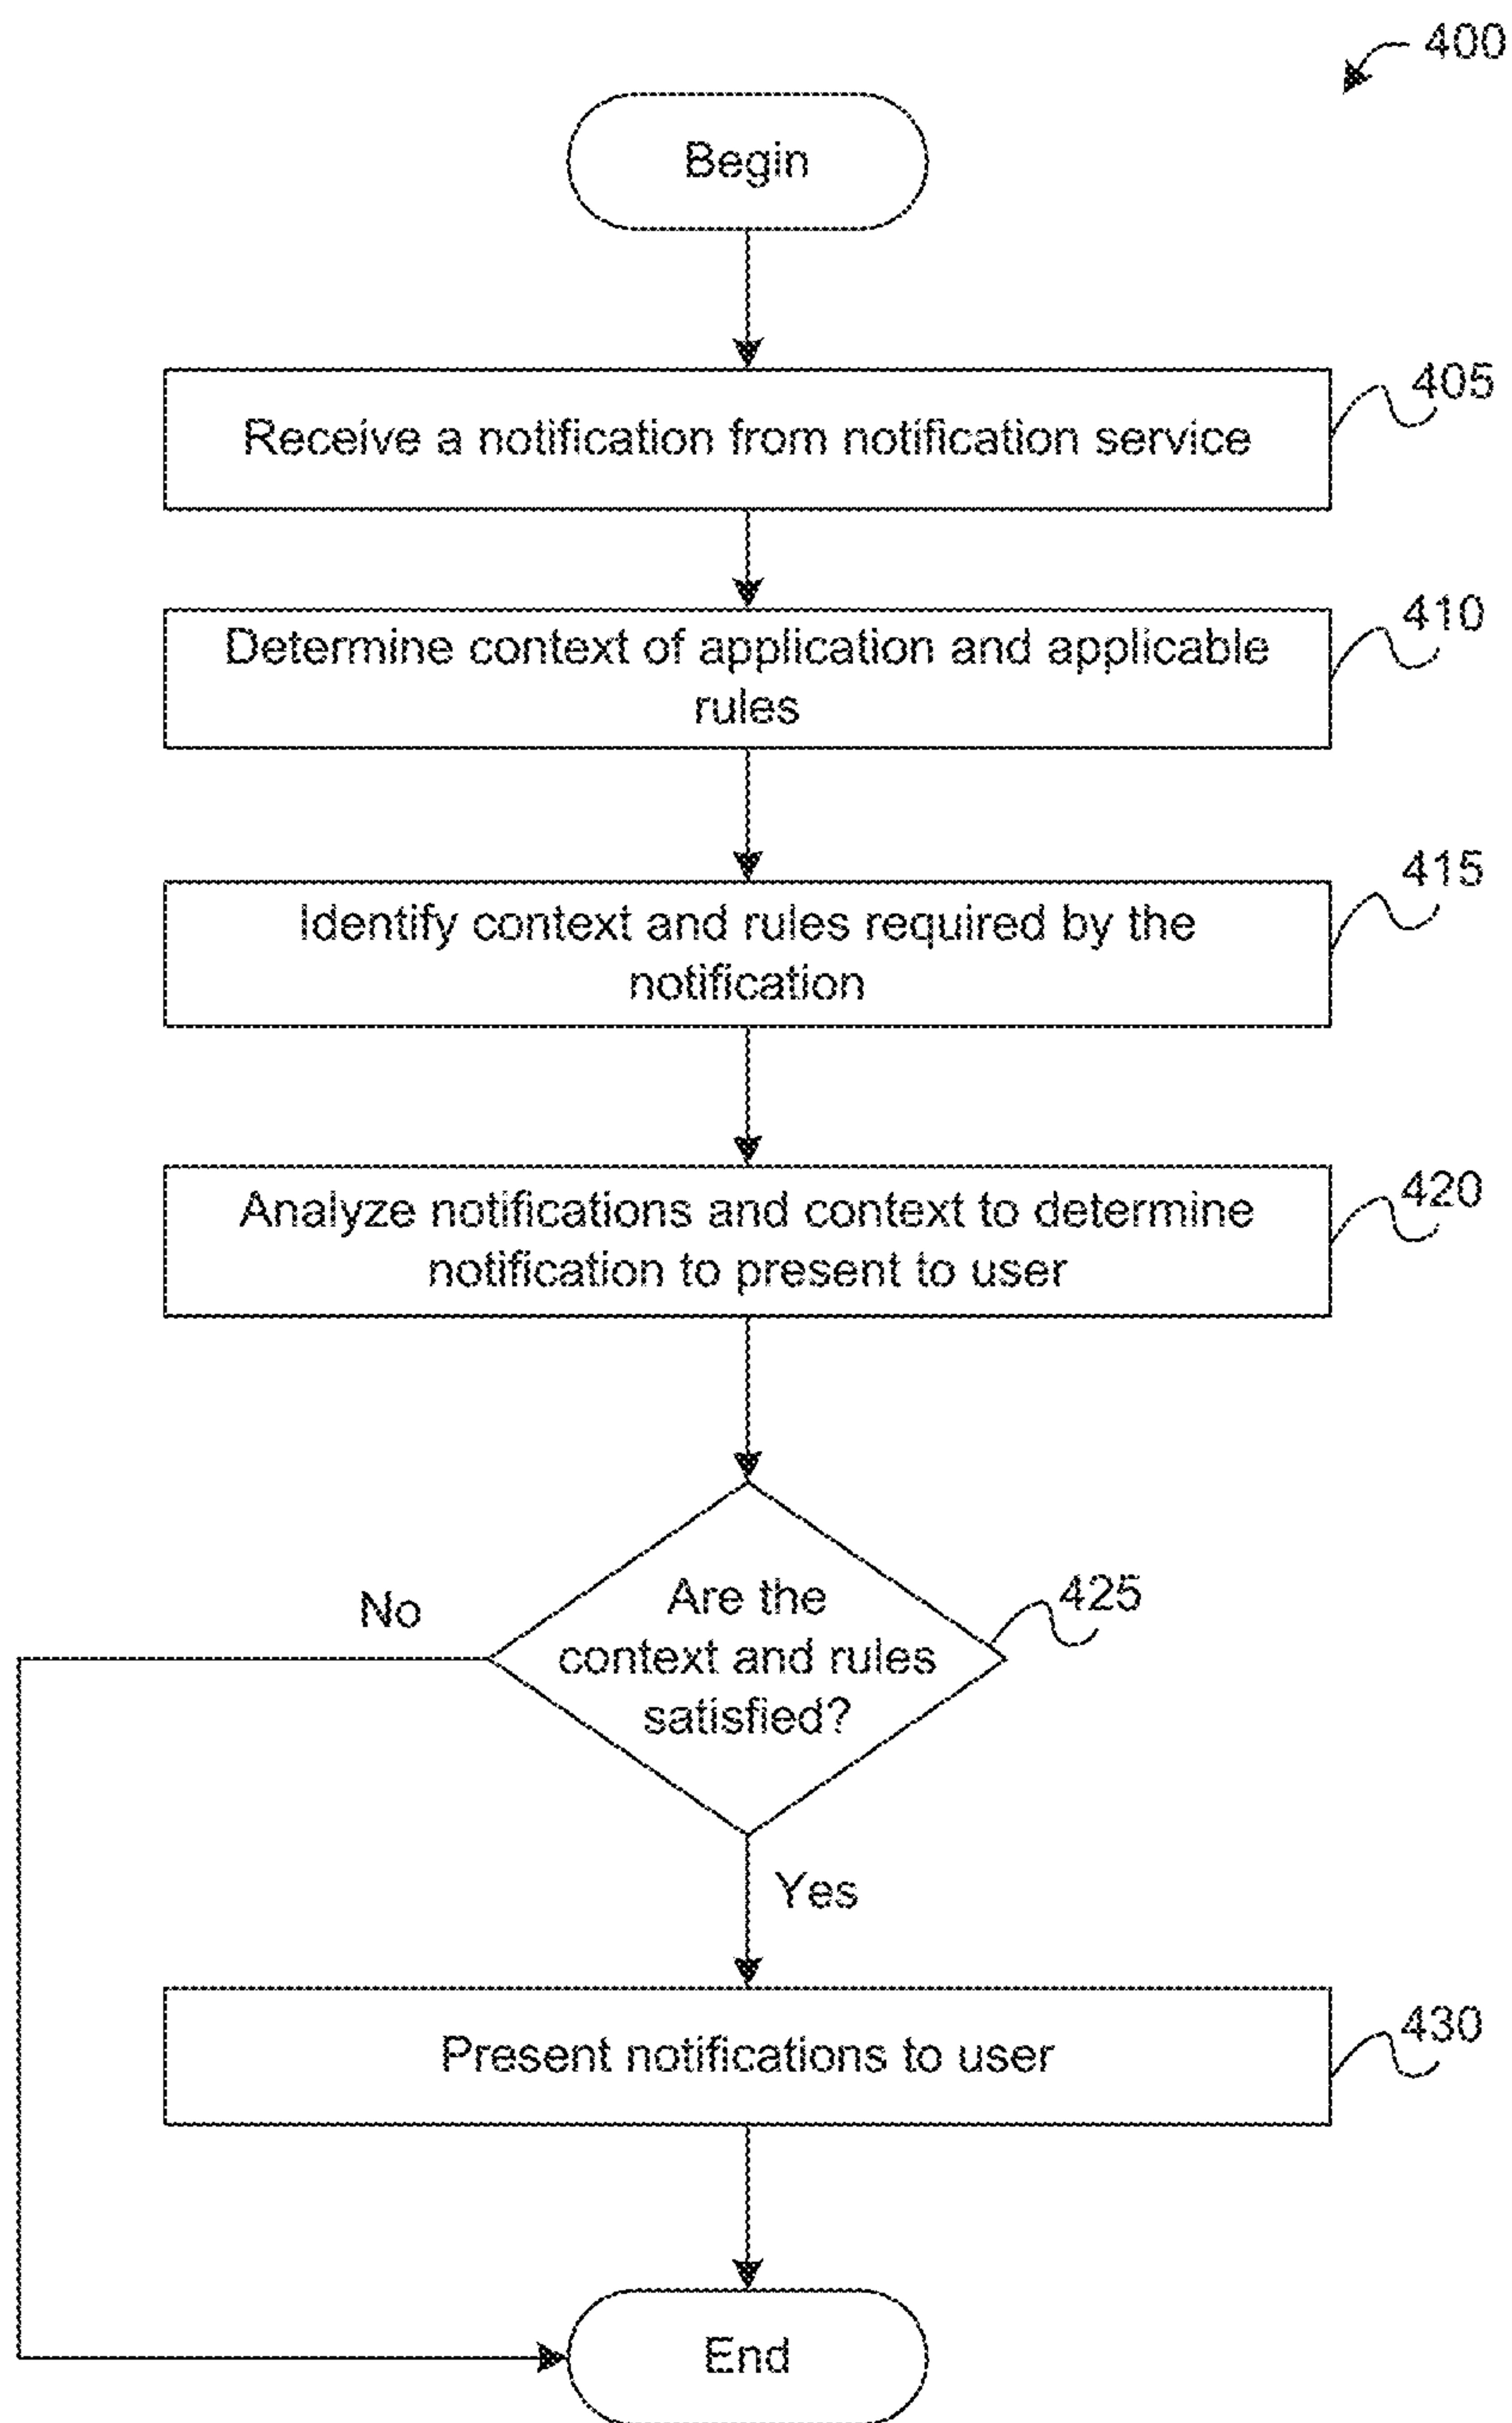 400
Begin
405
Receive a notification from notification service
410
Determine context of application and applicable
rules
415
Identify context and rules required by the
notification
420
Analyze notifications and context to determine
notification to present to user
425
No
Are the
context and rules
satisfied?
Yes
430
Present notifications to user
End